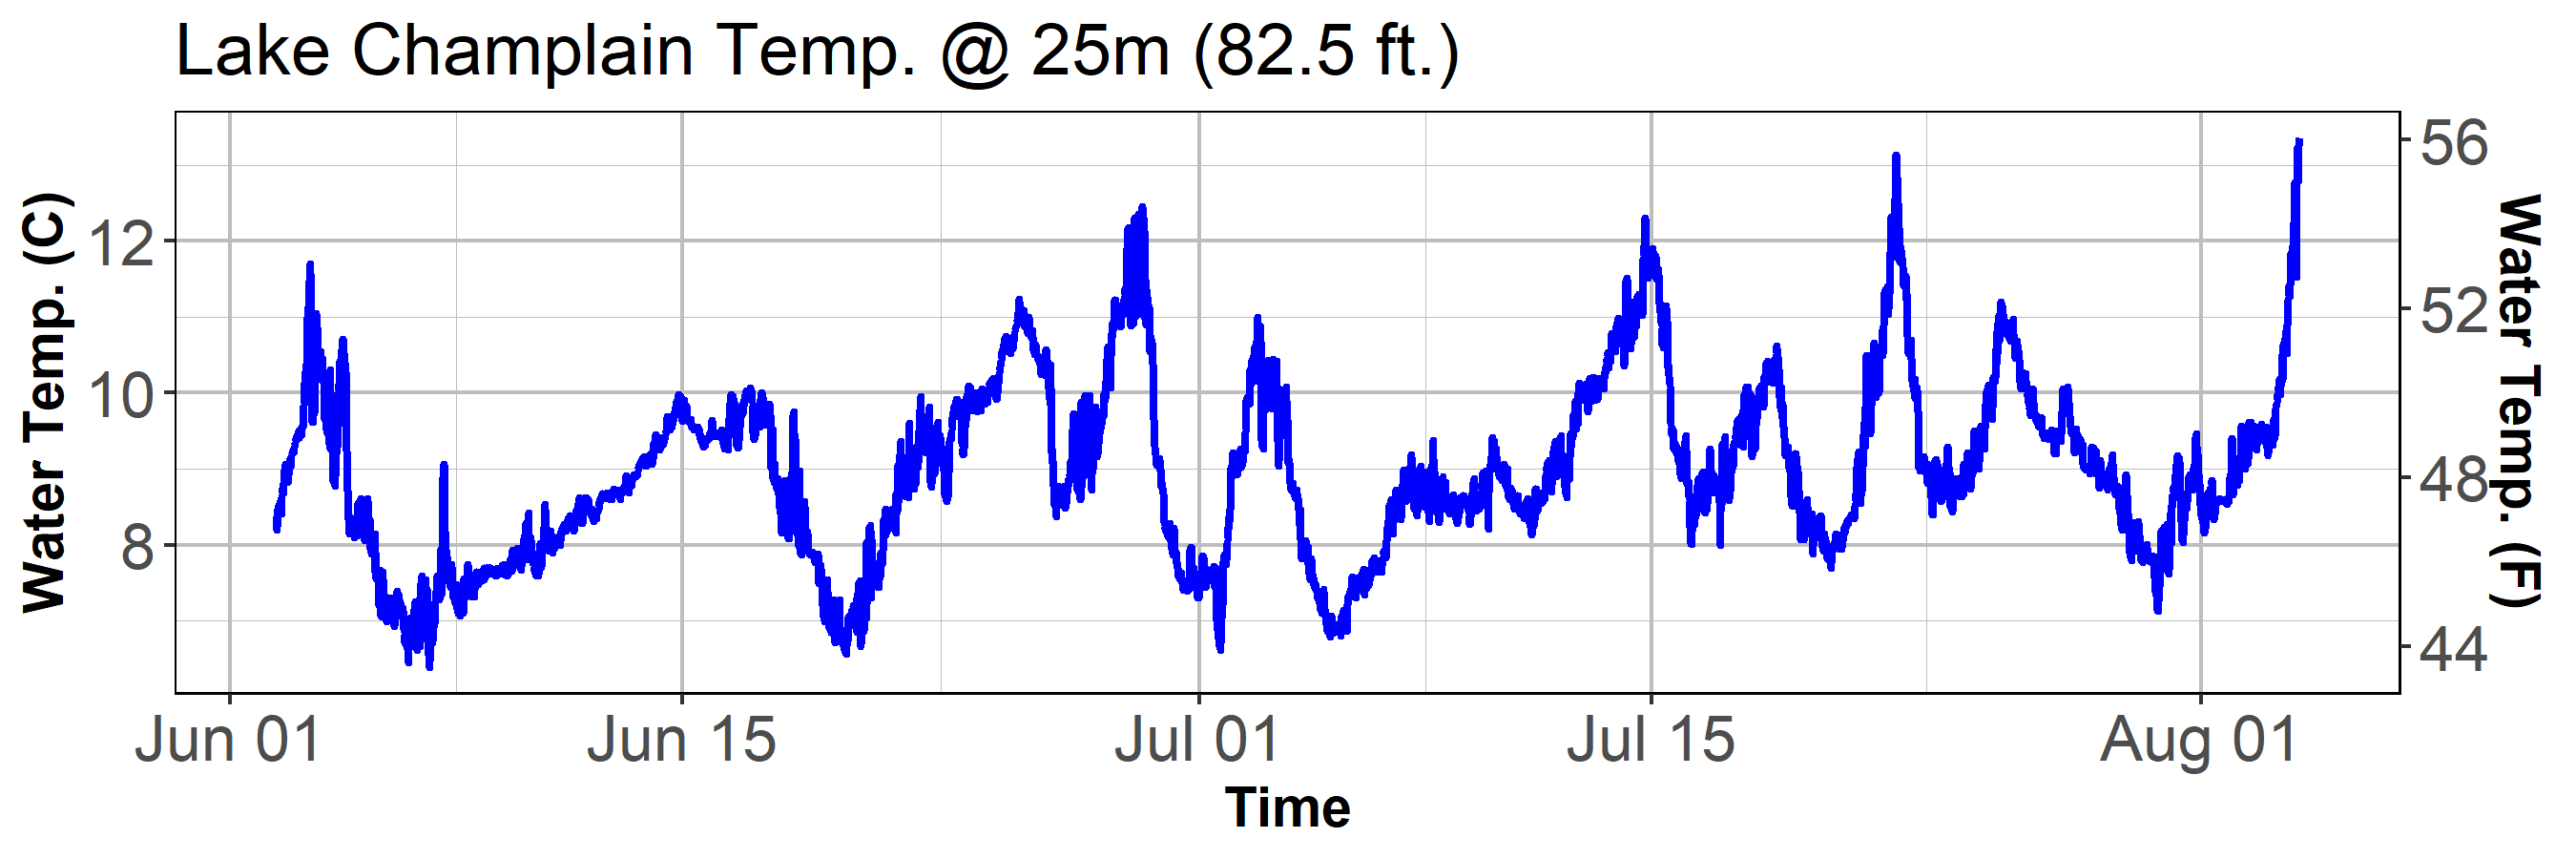 Lake Champlain Temp. @ 25m (82.5 ft.)
Water Temp. (C)
12
10
8
56
52
48
44
Water Temp. (F)
Jun 01
Jun 15
Jul 01
Jul 15
Aug 01
Time